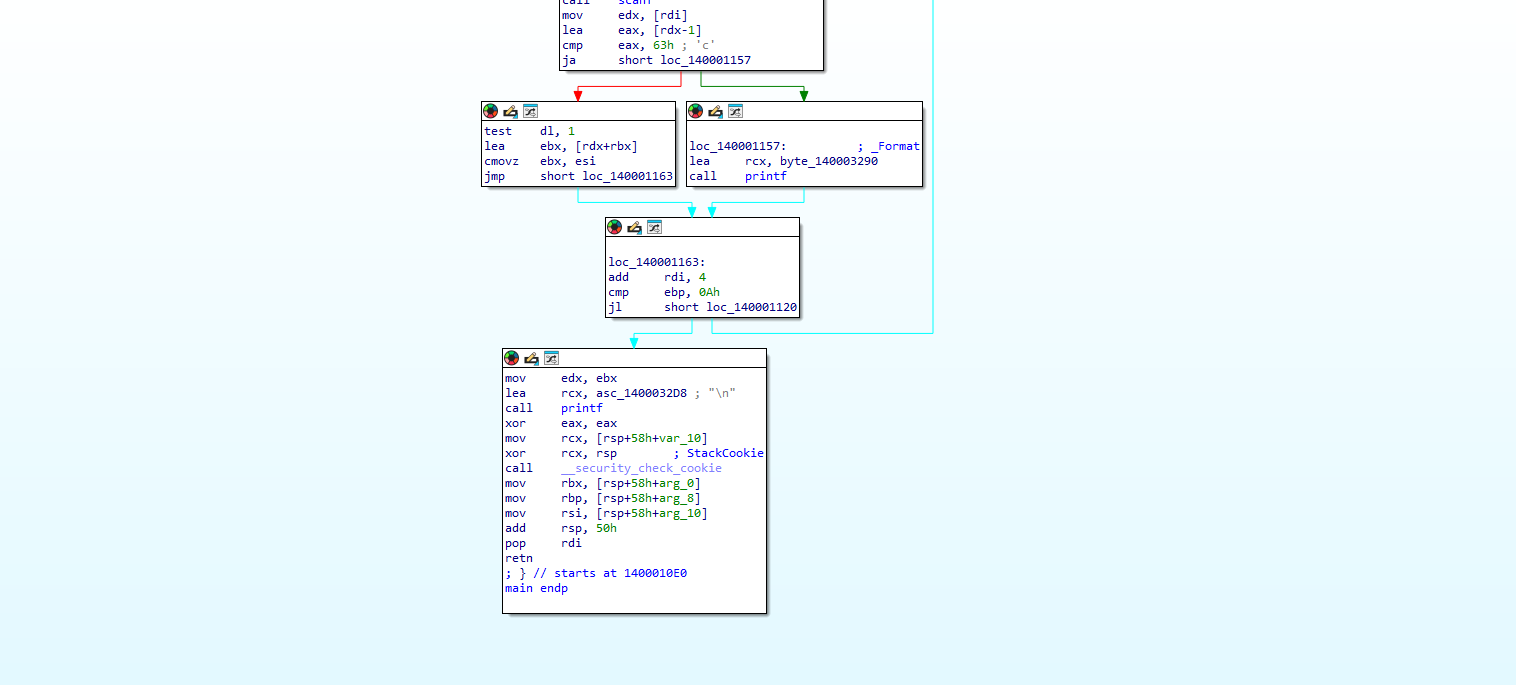 call    scanf
mov     edx, [rdi]
lea     eax, [rdx-1]
cmp     eax, 63h ; 'c'
ja      short loc_140001157
test    dl, 1
lea     ebx, [rdx+rbx]
cmovz   ebx, esi
jmp     short loc_140001163
loc_140001157:          ; _Format
lea     rcx, byte_140003290
call    printf
loc_140001163:
add     rdi, 4
cmp     ebp, 0Ah
jl      short loc_140001120
mov     edx, ebx
lea     rcx, asc_1400032D8 ; "\n"
call    printf
xor     eax, eax
mov     rcx, [rsp+58h+var_10]
xor     rcx, rsp        ; StackCookie
call    __security_check_cookie
mov     rbx, [rsp+58h+arg_0]
mov     rbp, [rsp+58h+arg_8]
mov     rsi, [rsp+58h+arg_10]
add     rsp, 50h
pop     rdi
retn
; } // starts at 1400010E0
main endp